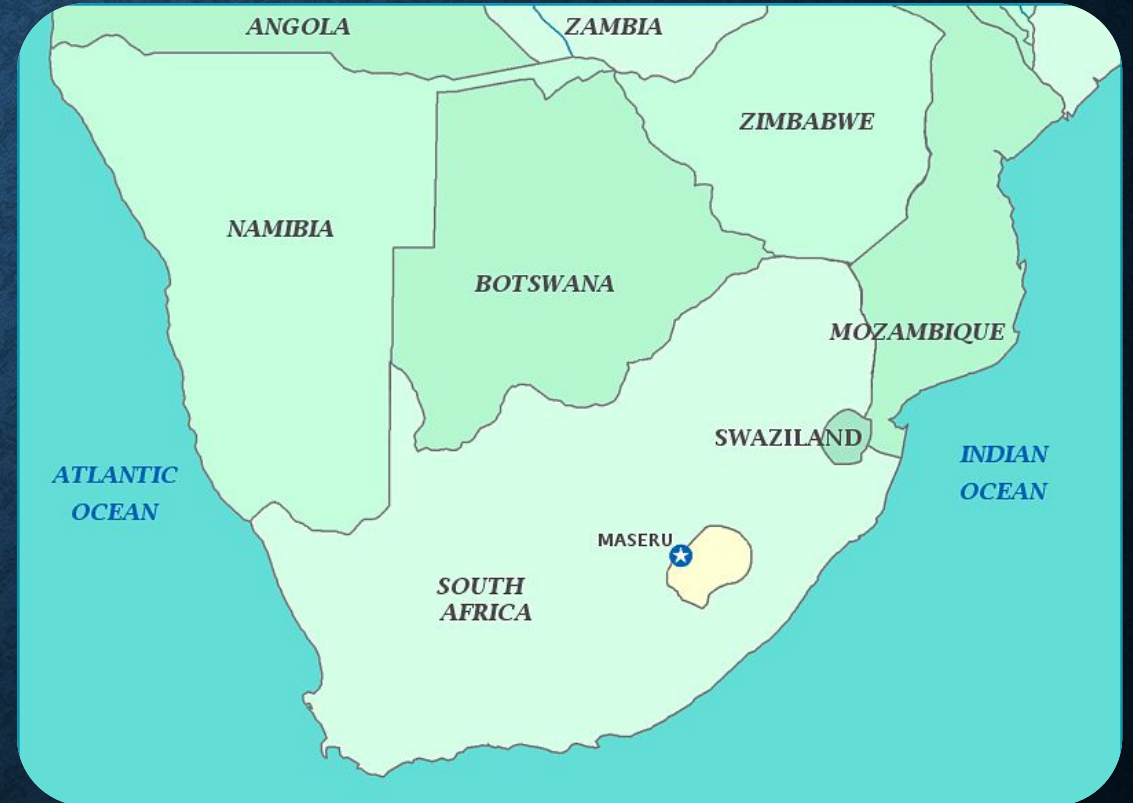 ANGOLA
ZAMBIA
ZIMBABWE
NAMIBIA
BOTSWANA
MOZAMBIQUE
SWAZILAND
ATLANTIC
OCEAN
INDIAN
OCEAN
MASERU
SOUTH
AFRICA